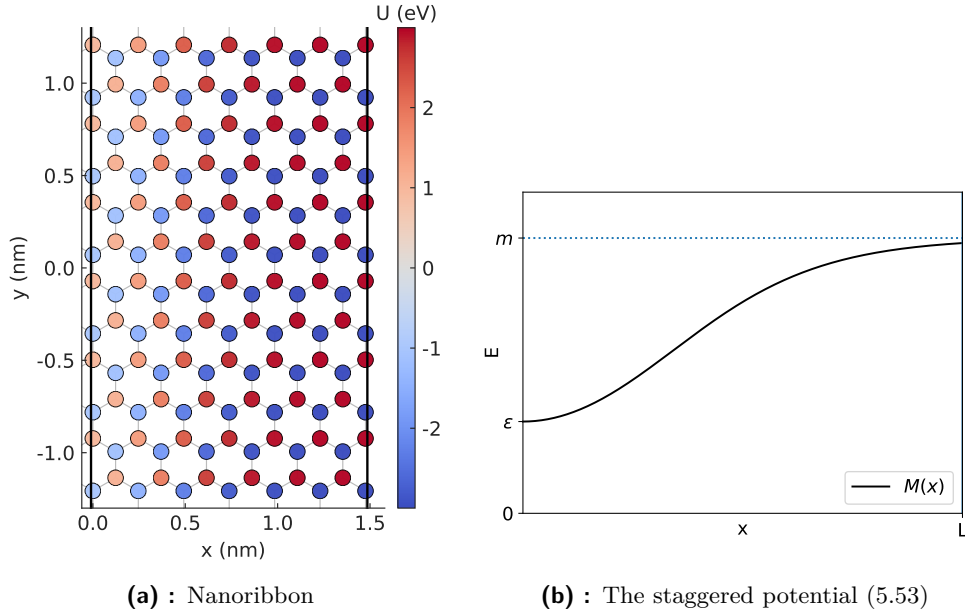 U (eV)
1.0
0.5
0.0
-0.5
-1.0
y (nm)
0.0
0.5
1.0
1.5
x (nm)
2
1
0
-1
-2
m
ε
0
E
x
L
M(x)
(a) : Nanoribbon
(b) : The staggered potential (5.53)